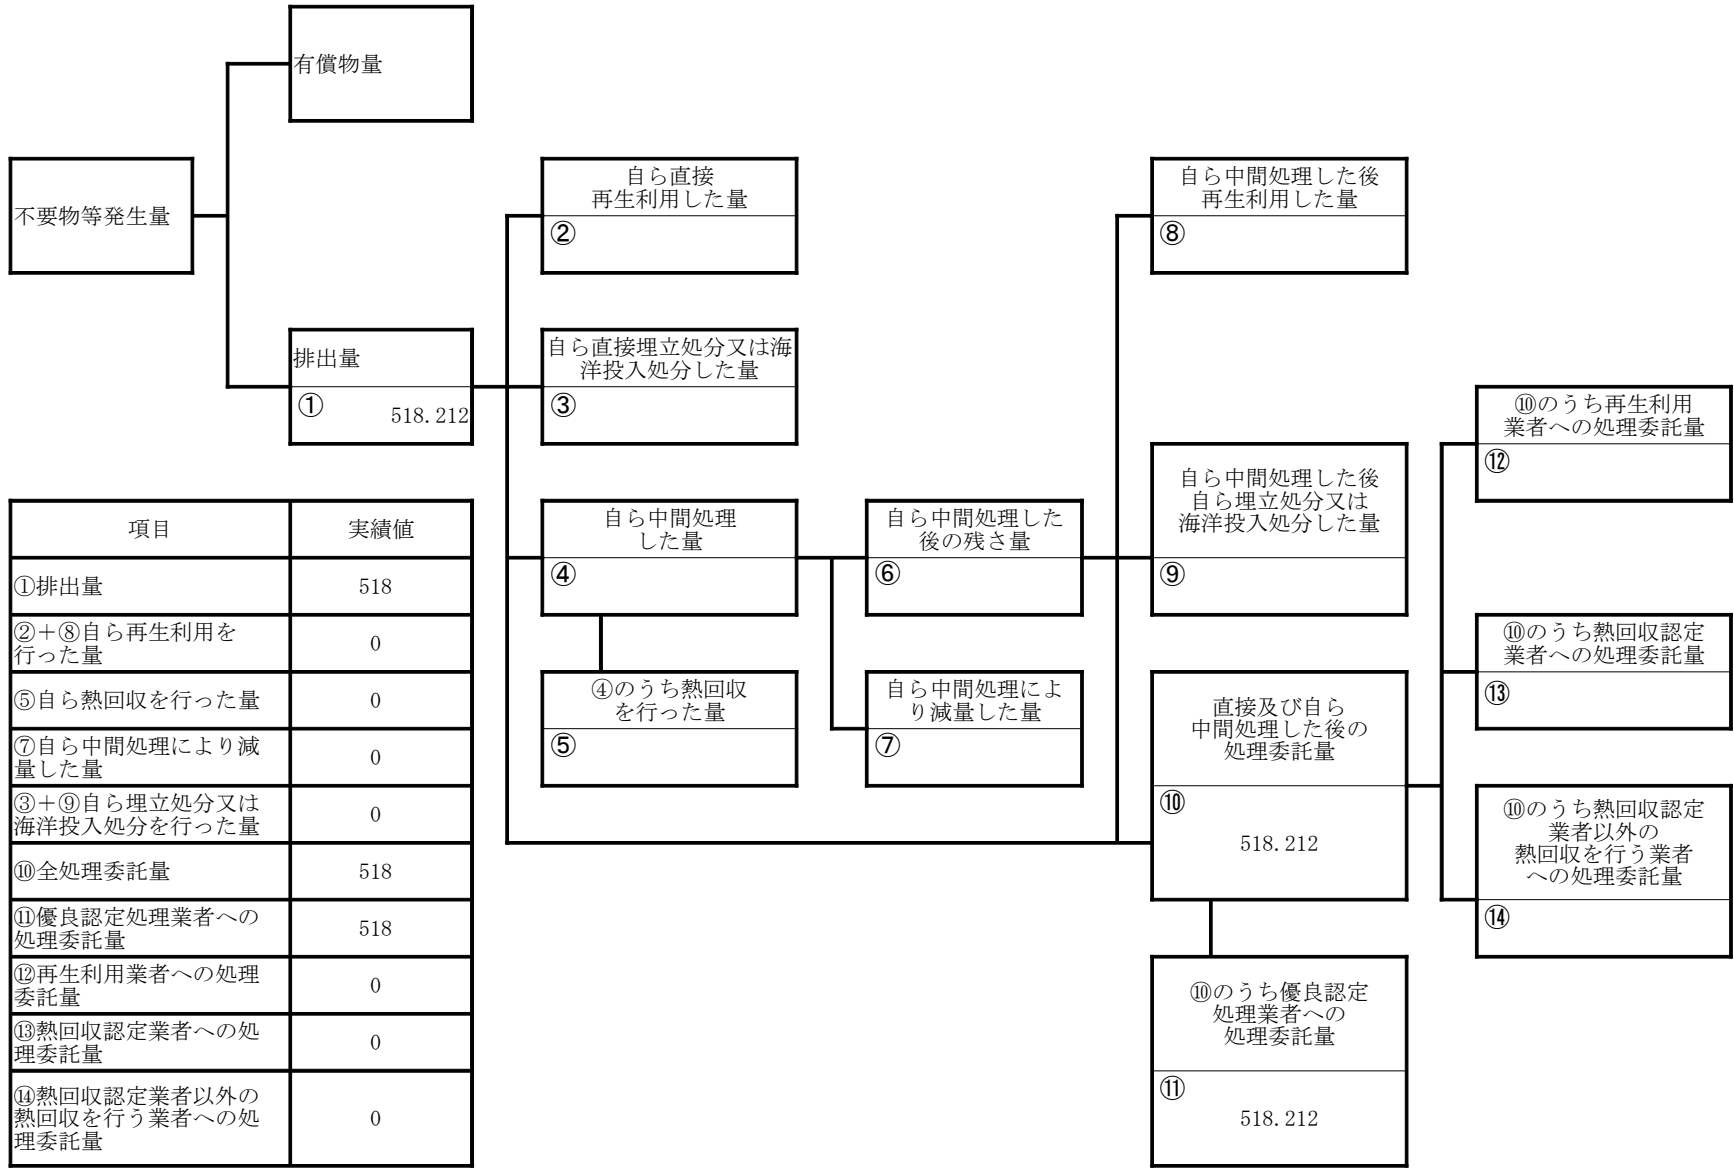 有償物量
不要物等発生量
排出量
①
518.212
自ら直接
再生利用した量
②
自ら直接埋立処分又は海
洋投入処分した量
③
自ら中間処理
した量
④
④のうち熱回収
を行った量
⑤
自ら中間処理した
後の残さ量
⑥
自ら中間処理によ
り減量した量
⑦
自ら中間処理した後
再生利用した量
⑧
自ら中間処理した後
自ら埋立処分又は
海洋投入処分した量
⑨
直接及び自ら
中間処理した後の
処理委託量
⑩
518.212
⑩のうち優良認定
処理業者への
処理委託量
⑪
518.212
⑩のうち再生利用
業者への処理委託量
⑫
⑩のうち熱回収認定
業者への処理委託量
⑬
⑩のうち熱回収認定
業者以外の
熱回収を行う業者
への処理委託量
⑭
項目 実績値
①排出量 518
②＋⑧自ら再生利用を
行った量 0
⑤自ら熱回収を行った量 0
⑦自ら中間処理により減
量した量 0
③＋⑨自ら埋立処分又は
海洋投入処分を行った量 0
⑩全処理委託量 518
⑪優良認定処理業者への
処理委託量 518
⑫再生利用業者への処理
委託量 0
⑬熱回収認定業者への処
理委託量 0
⑭熱回収認定業者以外の
熱回収を行う業者への処
理委託量 0